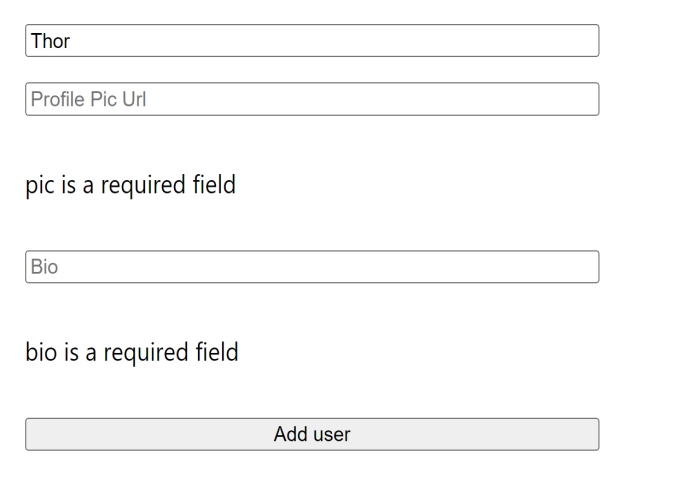 Thor
Profile Pic Url
pic is a required field
Bio
bio is a required field
Add user